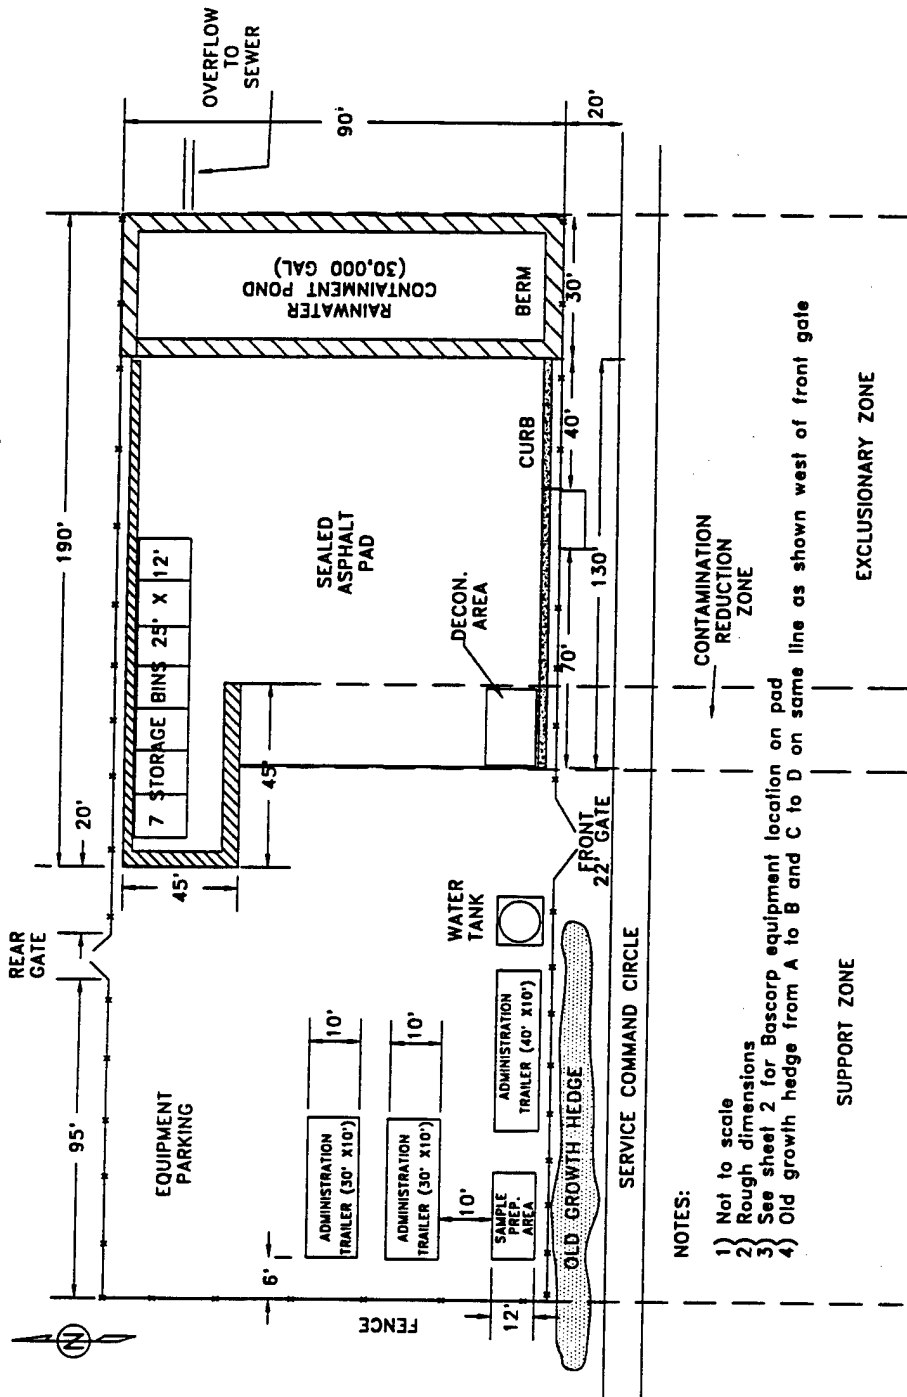 N
REAR
GATE
95'
20'
190'
OVERFLOW
TO
SEWER
EQUIPMENT
PARKING
45'
7 STORAGE BINS 25' X 12'
RAINWATER
CONTAINMENT POND
(30,000 GAL)
90'
6'
ADMINISTRATION
TRAILER (30' X10')
10'
ADMINISTRATION
TRAILER (30' X10')
10'
45'
SEALED
ASPHALT
PAD
FENCE
10'
WATER
TANK
DECON.
AREA
CURB
BERM
12'
SAMPLE
PREP.
AREA
ADMINISTRATION
TRAILER (40' X10')
FRONT
GATE
22'
70'
40'
30'
20'
OLD GROWTH HEDGE
130'
SERVICE COMMAND CIRCLE
NOTES:
1) Not to scale
2) Rough dimensions
3) See sheet 2 for Bascorp equipment location on pad
4) Old growth hedge from A to B and C to D on same line as shown west of front gate
CONTAMINATION
REDUCTION
ZONE
SUPPORT ZONE
EXCLUSIONARY ZONE